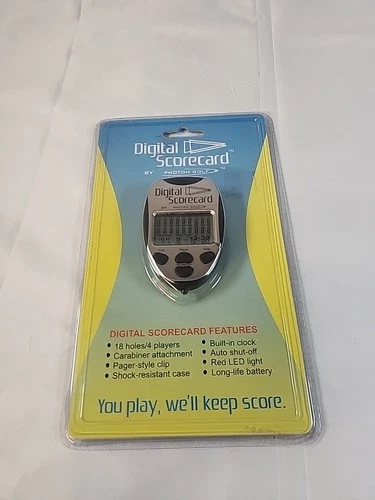 Digital
Scorecard™
BY PHOTON GOLF
Digital
Scorecard
DIGITAL SCORECARD FEATURES
• 18 holes/4 players
• Carabiner attachment
• Pager-style clip
• Shock-resistant case
• Built-in clock
• Auto shut-off
• Red LED light
• Long-life battery
You play, we'll keep score.